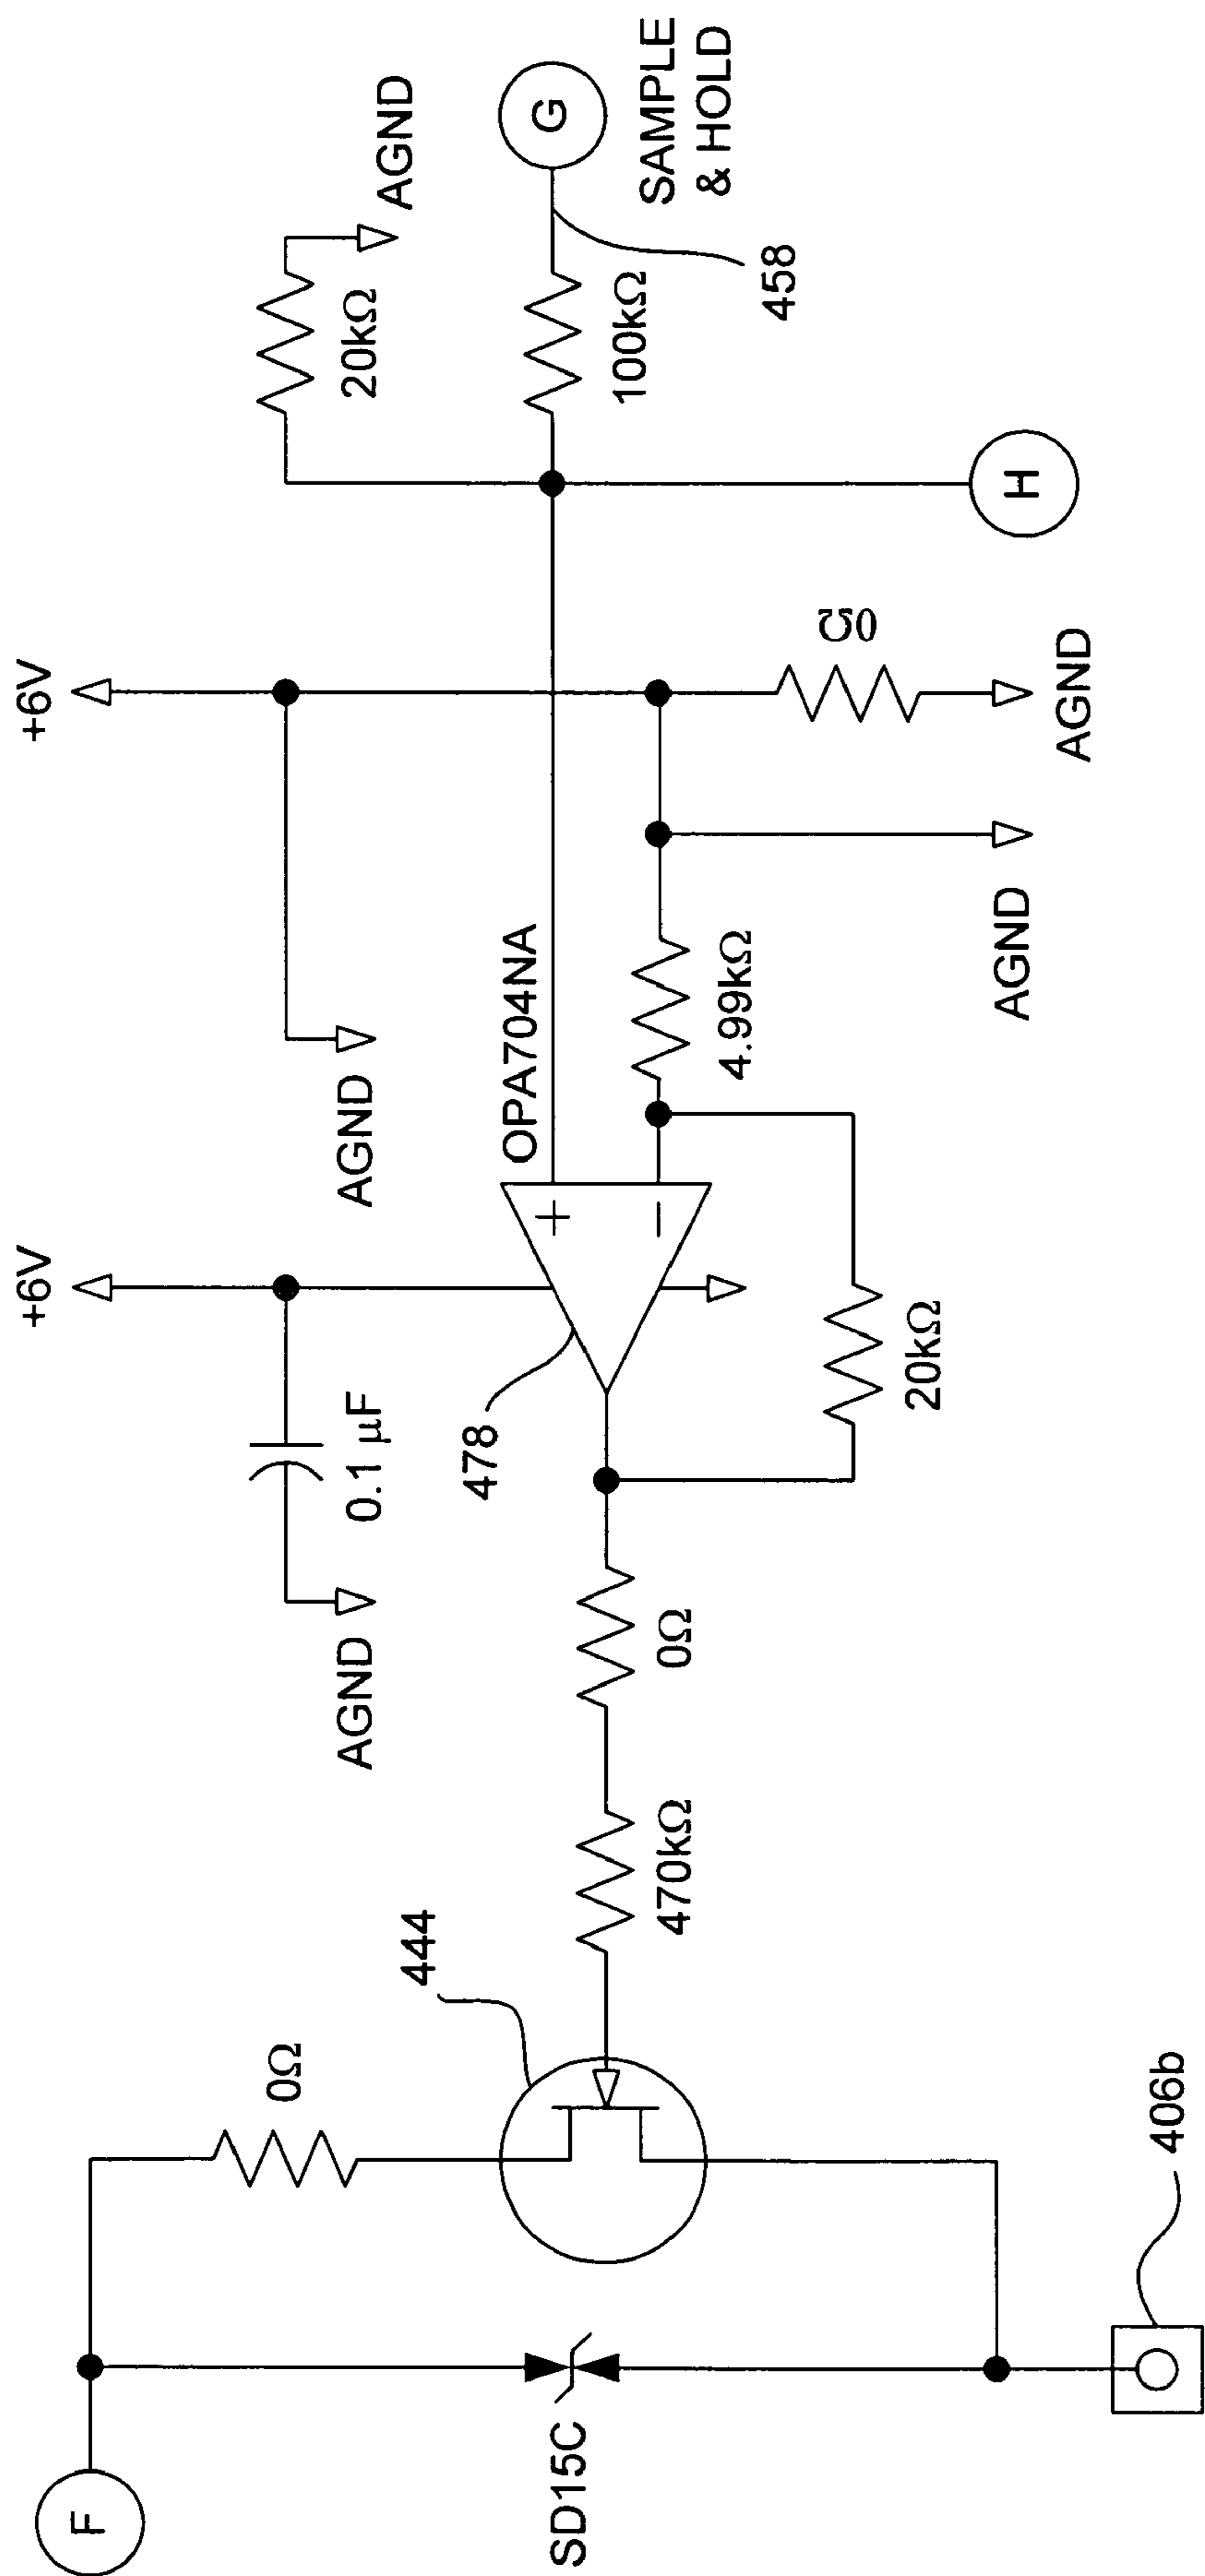 F
SD15C
406b
0Ω
444
470kΩ
0Ω
AGND
0.1 µF
+6V
478
OPA704NA
20kΩ
AGND
+6V
4.99kΩ
AGND
AGND
℧0
H
20kΩ
AGND
100kΩ
458
G
SAMPLE
& HOLD
+
−